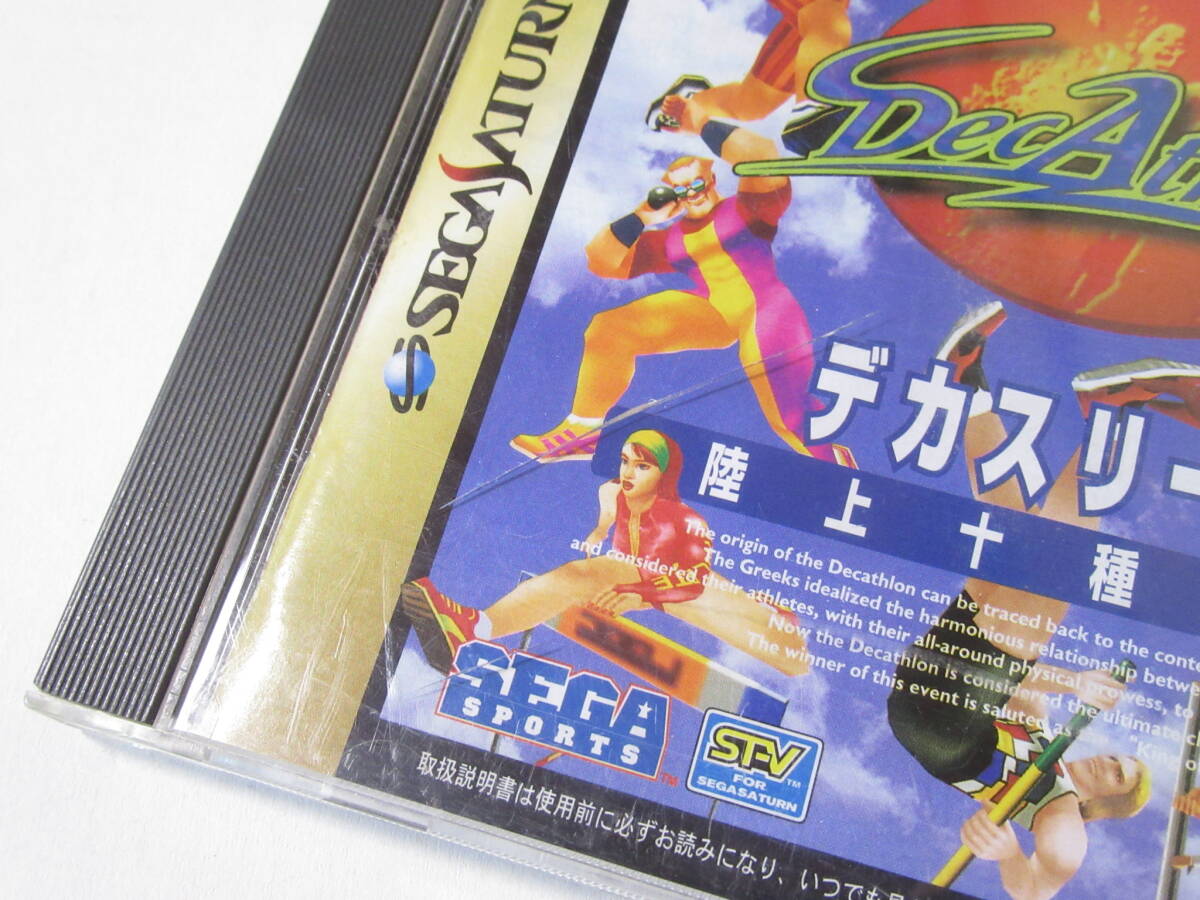 SEGA SATURN
DecAt
デカスリー
陸上十種
The origin of the Decathlon can be traced back to the
The Greeks idealized the harmonious relationship
and considered their athletes, with their all-around physical prowess, to
Now the Decathlon is considered the ultimate
The winner of this event is saluted as "King
SEGA
SPORTS TM
ST-V TM
FOR
SEGASATURN
取扱説明書は使用前に必ずお読みになり、いつでも